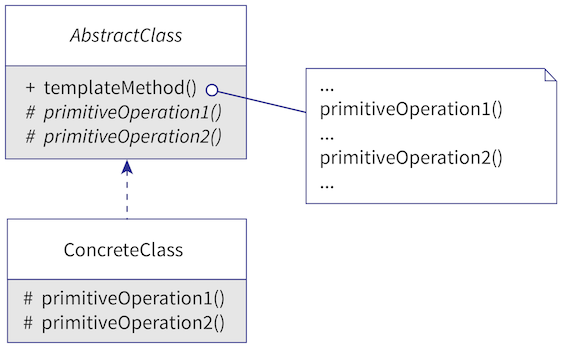 AbstractClass
+ templateMethod()
# primitiveOperation1()
# primitiveOperation2()
...
primitiveOperation1()
...
primitiveOperation2()
...
ConcreteClass
# primitiveOperation1()
# primitiveOperation2()